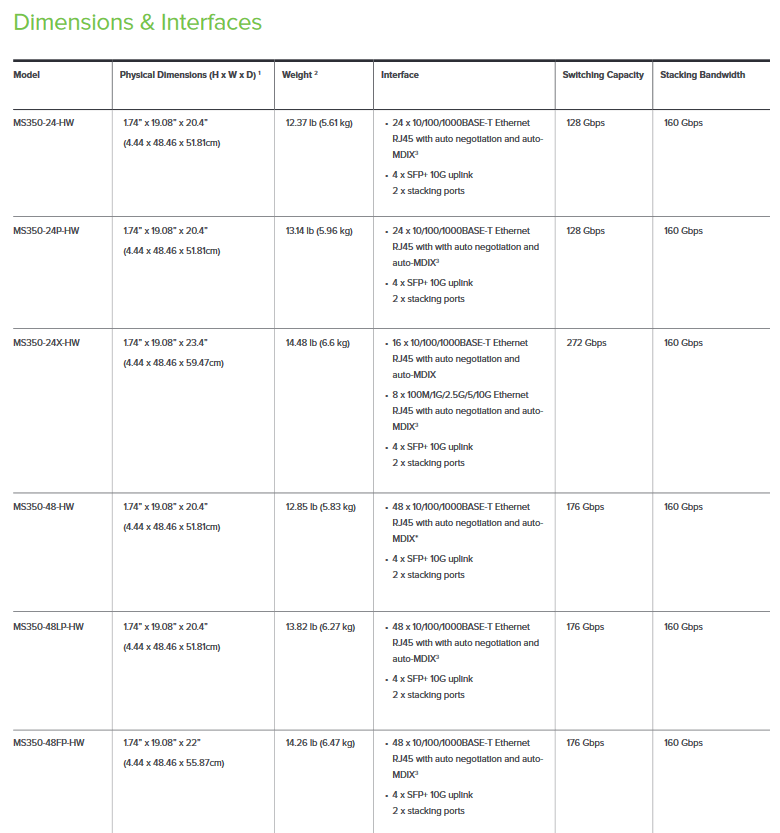 Dimensions & Interfaces
Model
Physical Dimensions (H x W x D) ¹
Weight ²
Interface
Switching Capacity
Stacking Bandwidth
MS350-24-HW
1.74" x 19.08" x 20.4"
(4.44 x 48.46 x 51.81cm)
12.37 lb (5.61 kg)
• 24 x 10/100/1000BASE-T Ethernet
RJ45 with auto negotiation and auto-
MDIX³
• 4 x SFP+ 10G uplink
2 x stacking ports
128 Gbps
160 Gbps
MS350-24P-HW
1.74" x 19.08" x 20.4"
(4.44 x 48.46 x 51.81cm)
13.14 lb (5.96 kg)
• 24 x 10/100/1000BASE-T Ethernet
RJ45 with with auto negotiation and
auto-MDIX³
• 4 x SFP+ 10G uplink
2 x stacking ports
128 Gbps
160 Gbps
MS350-24X-HW
1.74" x 19.08" x 23.4"
(4.44 x 48.46 x 59.47cm)
14.48 lb (6.6 kg)
• 16 x 10/100/1000BASE-T Ethernet
RJ45 with auto negotiation and
auto-MDIX
• 8 x 100M/1G/2.5G/5/10G Ethernet
RJ45 with auto negotiation and auto-
MDIX³
• 4 x SFP+ 10G uplink
2 x stacking ports
272 Gbps
160 Gbps
MS350-48-HW
1.74" x 19.08" x 20.4"
(4.44 x 48.46 x 51.81cm)
12.85 lb (5.83 kg)
• 48 x 10/100/1000BASE-T Ethernet
RJ45 with auto negotiation and auto-
MDIX*
• 4 x SFP+ 10G uplink
2 x stacking ports
176 Gbps
160 Gbps
MS350-48LP-HW
1.74" x 19.08" x 20.4"
(4.44 x 48.46 x 51.81cm)
13.82 lb (6.27 kg)
• 48 x 10/100/1000BASE-T Ethernet
RJ45 with with auto negotiation and
auto-MDIX³
• 4 x SFP+ 10G uplink
2 x stacking ports
176 Gbps
160 Gbps
MS350-48FP-HW
1.74" x 19.08" x 22"
(4.44 x 48.46 x 55.87cm)
14.26 lb (6.47 kg)
• 48 x 10/100/1000BASE-T Ethernet
RJ45 with auto negotiation and auto-
MDIX³
• 4 x SFP+ 10G uplink
2 x stacking ports
176 Gbps
160 Gbps